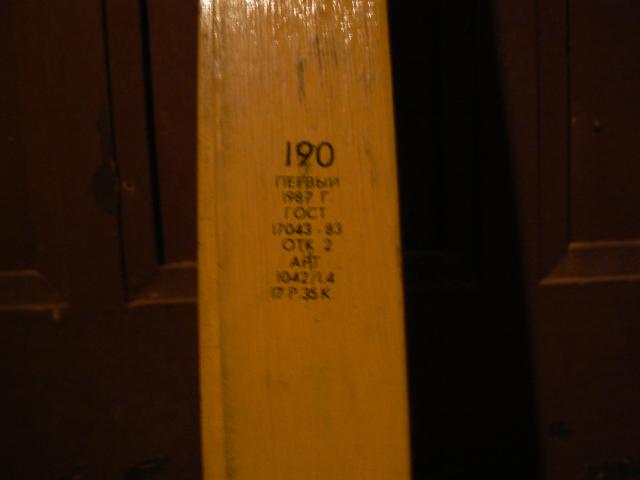 190
ПЕРВЫЙ
1987 Г
ГОСТ
17043-83
ОТК 2
АРТ
1042/1.4
17 Р.35 К.